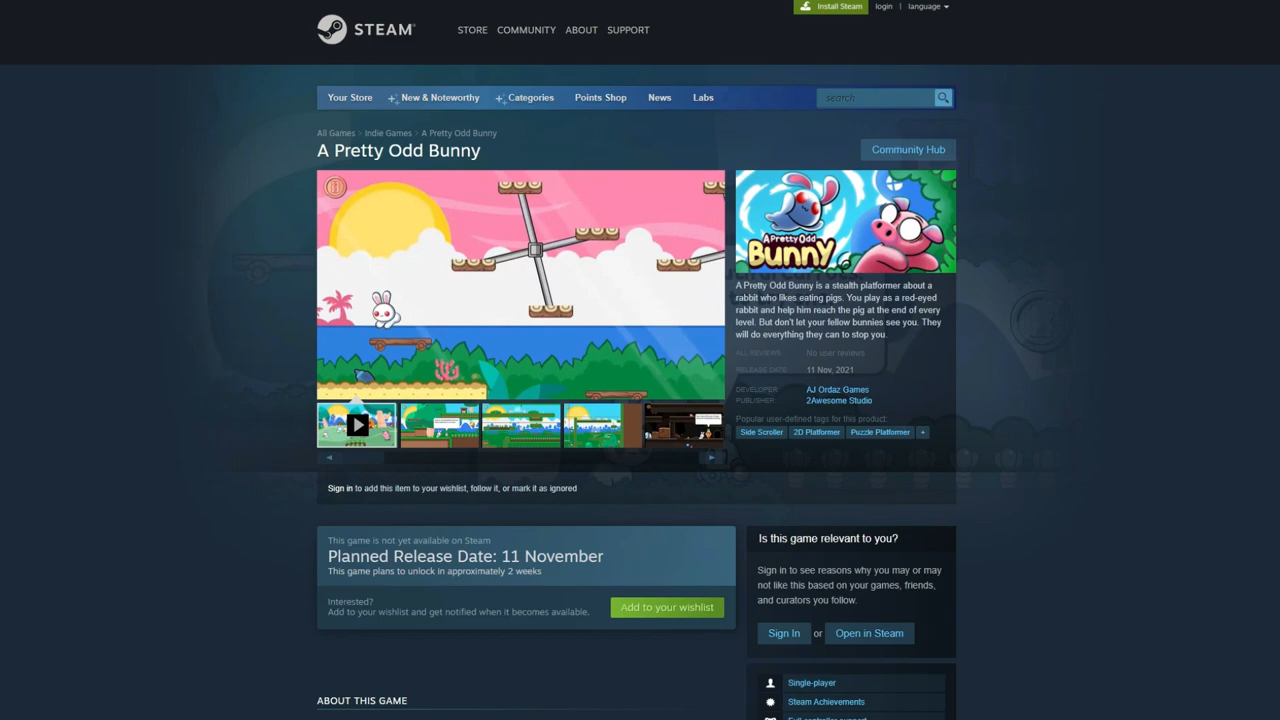 Install Steam
login | language
STEAM
STORE COMMUNITY ABOUT SUPPORT
Your Store New & Noteworthy Categories Points Shop News Labs
search
All Games > Indie Games > A Pretty Odd Bunny
A Pretty Odd Bunny
Community Hub
A Pretty Odd
BUNNY
A Pretty Odd Bunny is a stealth platformer about a
rabbit who likes eating pigs. You play as a red-eyed
rabbit and help him reach the pig at the end of every
level. But don't let your fellow bunnies see you. They
will do everything they can to stop you.
ALL REVIEWS: No user reviews
RELEASE DATE: 11 Nov, 2021
DEVELOPER: AJ Ordaz Games
PUBLISHER: 2Awesome Studio
Popular user-defined tags for this product:
Side Scroller 2D Platformer Puzzle Platformer +
Sign in to add this item to your wishlist, follow it, or mark it as ignored
This game is not yet available on Steam
Planned Release Date: 11 November
This game plans to unlock in approximately 2 weeks
Interested?
Add to your wishlist and get notified when it becomes available.
Add to your wishlist
Is this game relevant to you?
Sign in to see reasons why you may or may
not like this based on your games, friends,
and curators you follow.
Sign In or Open in Steam
ABOUT THIS GAME
Single-player
Steam Achievements